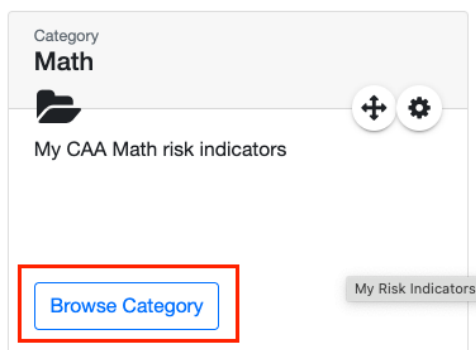 Category
Math
My CAA Math risk indicators
My Risk Indicators
Browse Category